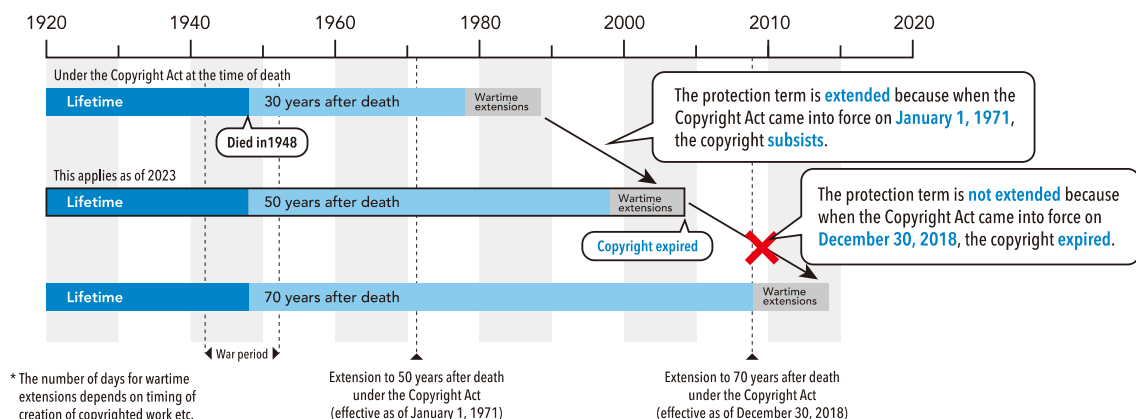 1920 1940 1960 1980 2000 2010 2020
Under the Copyright Act at the time of death
Lifetime 30 years after death Wartime
extensions
Died in1948
The protection term is extended because when the
Copyright Act came into force on January 1, 1971,
the copyright subsists.
This applies as of 2023
Lifetime 50 years after death Wartime
extensions
Copyright expired
The protection term is not extended because
when the Copyright Act came into force on
December 30, 2018, the copyright expired.
Lifetime 70 years after death Wartime
extensions
War period
* The number of days for wartime
extensions depends on timing of
creation of copyrighted work etc.
Extension to 50 years after death
under the Copyright Act
(effective as of January 1, 1971)
Extension to 70 years after death
under the Copyright Act
(effective as of December 30, 2018)